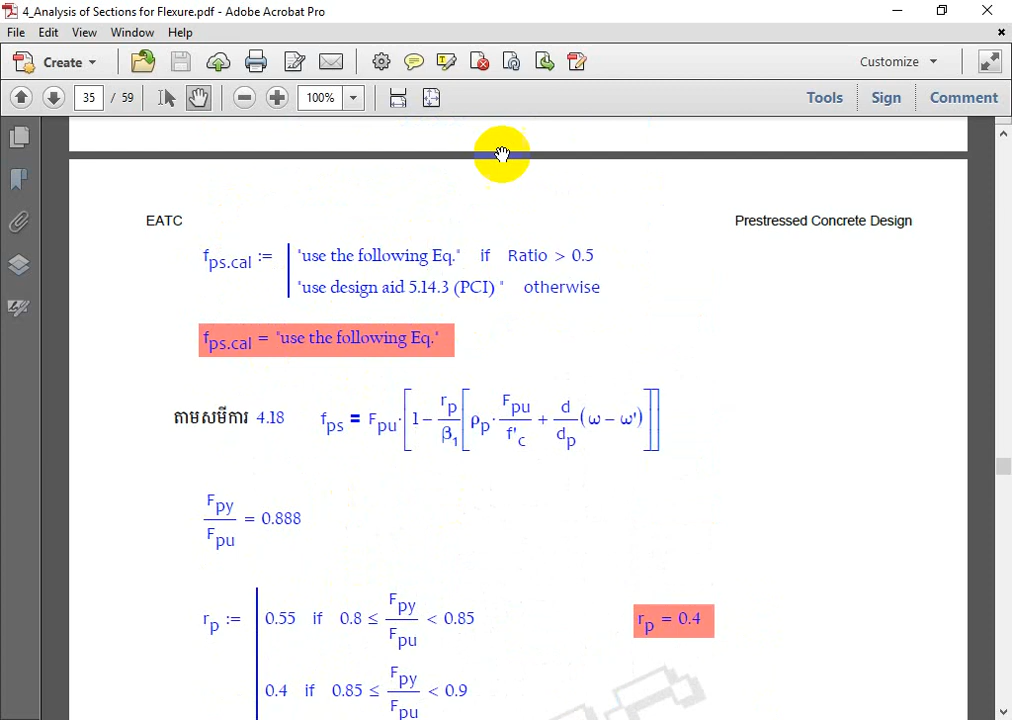 4_Analysis of Sections for Flexure.pdf - Adobe Acrobat Pro
File Edit View Window Help
Create Customize
35 / 59 100% Tools Sign Comment
EATC Prestressed Concrete Design
fps.cal := "use the following Eq." if Ratio > 0.5
"use design aid 5.14.3 (PCI) " otherwise
fps.cal = "use the following Eq."
តាមសមីការ 4.18 fps = Fpu·[1 − rp/β1[ρp·Fpu/f'c + d/dp(ω − ω')]]
Fpy/Fpu = 0.888
rp := 0.55 if 0.8 ≤ Fpy/Fpu < 0.85 rp = 0.4
0.4 if 0.85 ≤ Fpy/Fpu < 0.9